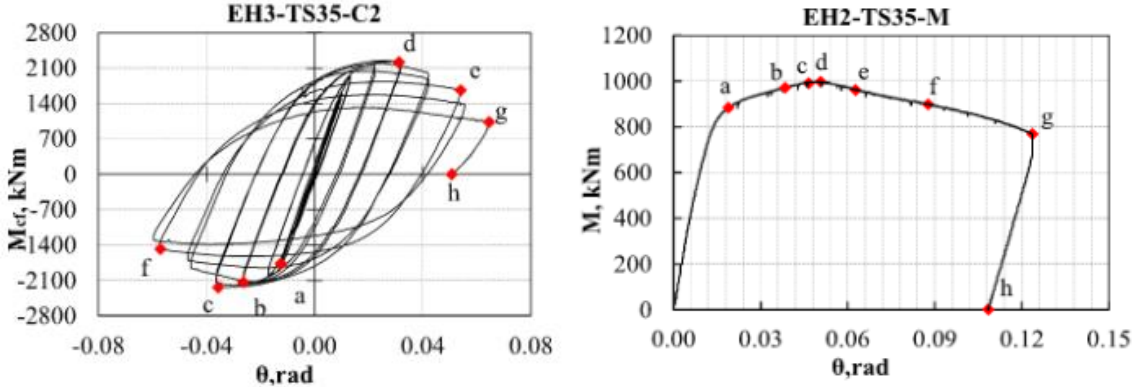 EH3-TS35-C2
2800
2100
1400
700
0
-700
-1400
-2100
-2800
M_cf, kNm
d
e
g
h
f
c
b
a
-0.08 -0.04 0.00 0.04 0.08
θ,rad
EH2-TS35-M
1200
1000
800
600
400
200
0
M, kNm
a
b
c
d
e
f
g
h
0.00 0.03 0.06 0.09 0.12 0.15
θ,rad